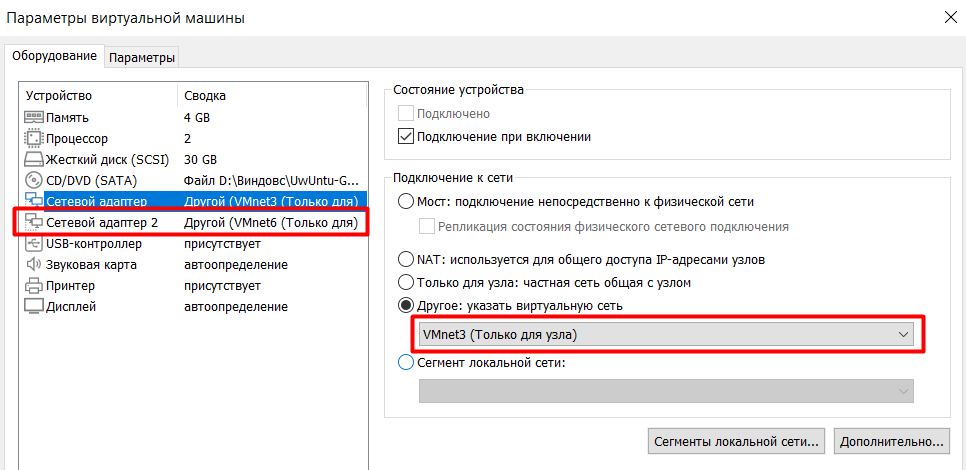 Параметры виртуальной машины
Оборудование Параметры
Устройство Сводка
Память 4 GB
Процессор 2
Жесткий диск (SCSI) 30 GB
CD/DVD (SATA) Файл D:\Виндовс\UwUntu-G...
Сетевой адаптер Другой (VMnet3 (Только для)
Сетевой адаптер 2 Другой (VMnet6 (Только для)
USB-контроллер присутствует
Звуковая карта автоопределение
Принтер присутствует
Дисплей автоопределение
Состояние устройства
Подключено
Подключение при включении
Подключение к сети
Мост: подключение непосредственно к физической сети
Репликация состояния физического сетевого подключения
NAT: используется для общего доступа IP-адресами узлов
Только для узла: частная сеть общая с узлом
Другое: указать виртуальную сеть
VMnet3 (Только для узла)
Сегмент локальной сети:
Сегменты локальной сети... Дополнительно...